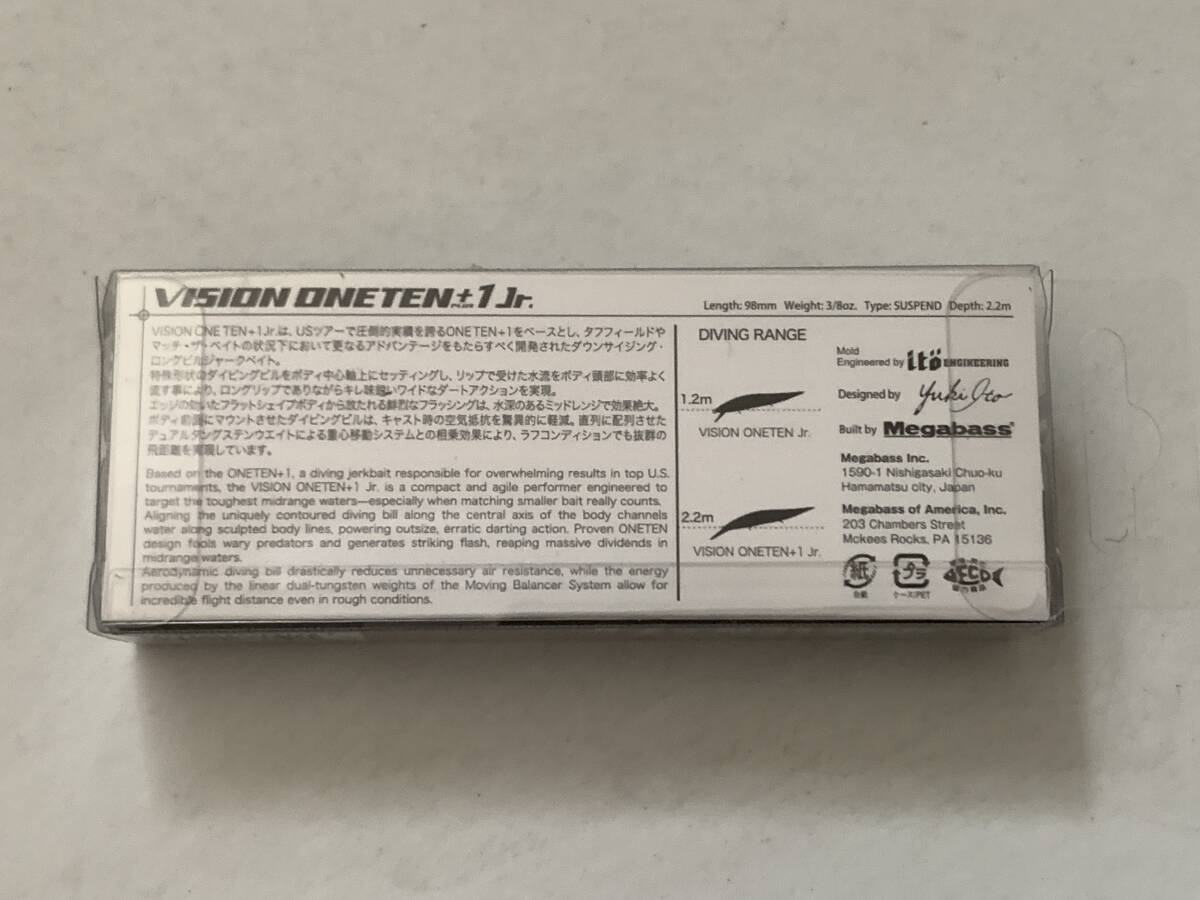 VISION ONETEN+1 Jr.
PLUS
Length: 98mm Weight: 3/8oz. Type: SUSPEND Depth: 2.2m
VISION ONE TEN+1Jr.は、USツアーで圧倒的実績を誇るONE TEN+1をベースとし、タフフィールドや
マッチ・ザ・ベイトの状況下において更なるアドバンテージをもたらすべく開発されたダウンサイジング・
ロングビルジャークベイト。
特殊形状のダイビングビルをボディ中心軸上にセッティングし、リップで受けた水流をボディ頭部に効率よく
流す事により、ロングリップでありながらキレ味鋭いワイドなダートアクションを実現。
エッジの効いたフラットシェイプボディから放たれる鮮烈なフラッシングは、水深のあるミッドレンジで効果絶大。
ボディ前面にマウントさせたダイビングビルは、キャスト時の空気抵抗を驚異的に軽減。直列に配列させた
デュアルタングステンウエイトによる重心移動システムとの相乗効果により、ラフコンディションでも抜群の
飛距離を実現しています。
Based on the ONETEN+1, a diving jerkbait responsible for overwhelming results in top U.S.
tournaments, the VISION ONETEN+1 Jr. is a compact and agile performer engineered to
target the toughest midrange waters—especially when matching smaller bait really counts.
Aligning the uniquely contoured diving bill along the central axis of the body channels
water along sculpted body lines, powering outsize, erratic darting action. Proven ONETEN
design fools wary predators and generates striking flash, reaping massive dividends in
midrange waters.
Aerodynamic diving bill drastically reduces unnecessary air resistance, while the energy
produced by the linear dual-tungsten weights of the Moving Balancer System allow for
incredible flight distance even in rough conditions.
DIVING RANGE
1.2m
VISION ONETEN Jr.
2.2m
VISION ONETEN+1 Jr.
Mold
Engineered by itö ENGINEERING
Designed by Yuki Ito
Built by Megabass®
Megabass Inc.
1590-1 Nishigasaki Chuo-ku
Hamamatsu city, Japan
Megabass of America, Inc.
203 Chambers Street
Mckees Rocks, PA 15136
紙 プラ ECO
台紙 ケース:PET